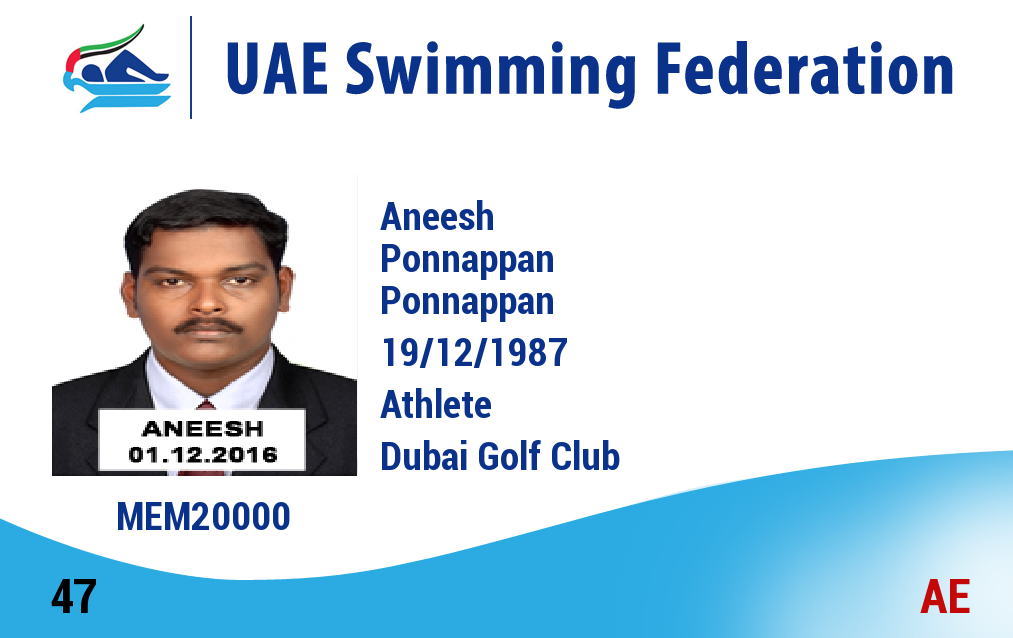 UAE Swimming Federation
Aneesh
Ponnappan
Ponnappan
19/12/1987
Athlete
Dubai Golf Club
ANEESH
01.12.2016
MEM20000
47
AE